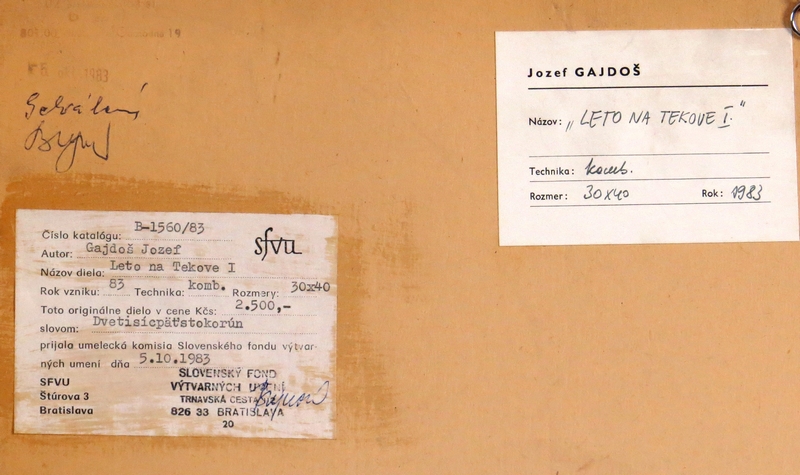 1983
Jozef GAJDOŠ
Názov: „LETO NA TEKOVE I.“
Technika: komb.
Rozmer: 30x40 Rok: 1983
sfvu
Číslo katalógu: B-1560/83
Autor: Gajdoš Jozef
Názov diela: Leto na Tekove I
Rok vzniku: 83 Technika: komb. Rozmery: 30x40
Toto originálne dielo v cene Kčs: 2.500,-
slovom: Dvetisícpäťstokorún
prijala umelecká komisia Slovenského fondu výtvar-
ných umení dňa 5.10.1983
SFVU
Štúrova 3
Bratislava
SLOVENSKÝ FOND
VÝTVARNÝCH UMENÍ
TRNAVSKÁ CESTA
826 33 BRATISLAVA
20